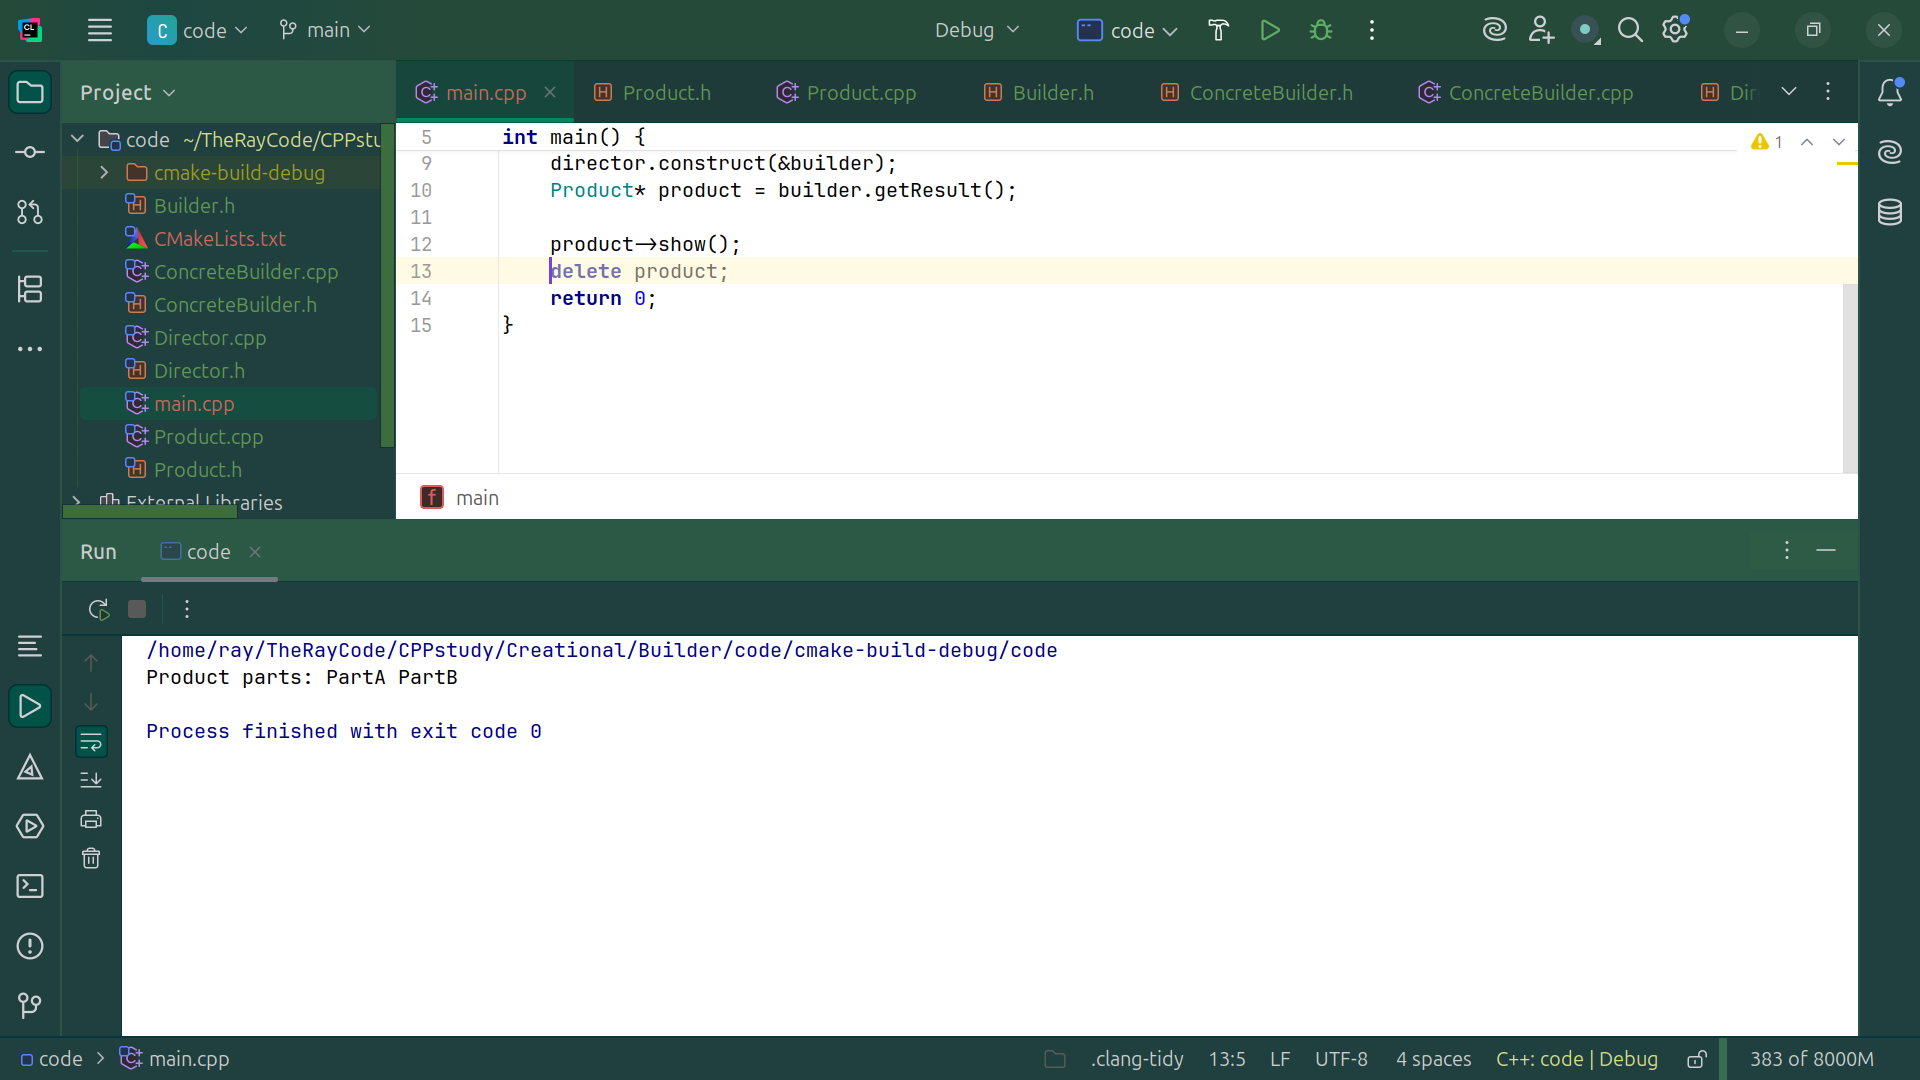 CL
C code
main
Debug
code
Project
main.cpp
Product.h
Product.cpp
Builder.h
ConcreteBuilder.h
ConcreteBuilder.cpp
Dir
code ~/TheRayCode/CPPstu
cmake-build-debug
Builder.h
CMakeLists.txt
ConcreteBuilder.cpp
ConcreteBuilder.h
Director.cpp
Director.h
main.cpp
Product.cpp
Product.h
External Libraries
5 int main() {
1
9 director.construct(&builder);
10 Product* product = builder.getResult();
11
12 product->show();
13 delete product;
14 return 0;
15 }
f main
Run
code
/home/ray/TheRayCode/CPPstudy/Creational/Builder/code/cmake-build-debug/code
Product parts: PartA PartB
Process finished with exit code 0
code > main.cpp
.clang-tidy 13:5 LF UTF-8 4 spaces C++: code | Debug 383 of 8000M